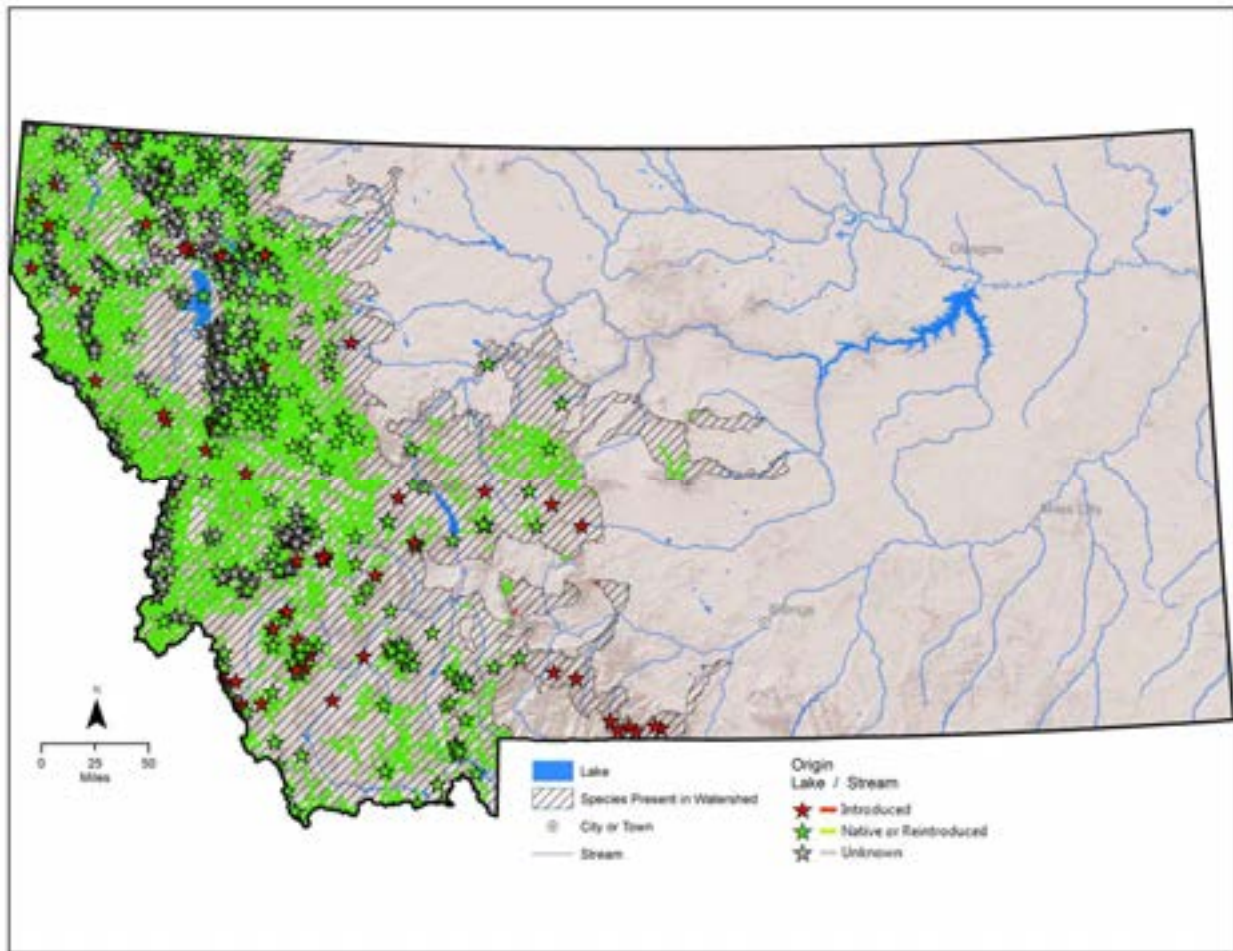 Glasgow
Miles City
Billings
N
0 25 50
Miles
Lake
Species Present in Watershed
City or Town
Stream
Origin
Lake / Stream
Introduced
Native or Reintroduced
Unknown